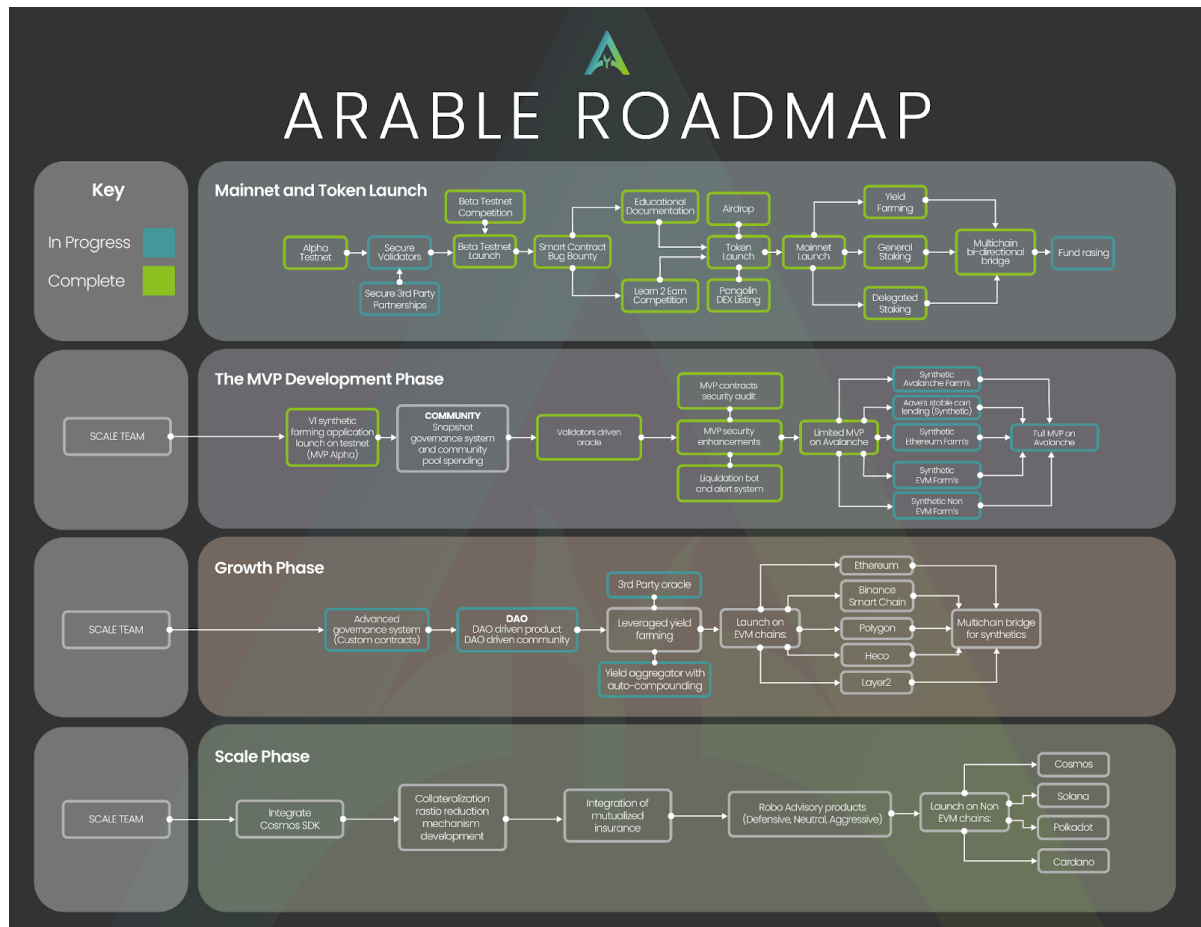 ARABLE ROADMAP
Key
In Progress
Complete
Mainnet and Token Launch
Alpha
Testnet
Secure
Validators
Secure 3rd Party
Partnerships
Beta Testnet
Competition
Beta Testnet
Launch
Smart Contract
Bug Bounty
Educational
Documentation
Learn 2 Earn
Competition
Airdrop
Token
Launch
Pangolin
DEX Listing
Mainnet
Launch
Yield
Farming
General
Staking
Delegated
Staking
Multichain
bi-directional
bridge
Fund rasing
SCALE TEAM
The MVP Development Phase
VI synthetic
farming application
launch on testnet
(MVP Alpha)
COMMUNITY
Snapshot
governance system
and community
pool spending
Validators driven
oracle
MVP contracts
security audit
MVP security
enhancements
Liquidation bot
and alert system
Limited MVP
on Avalanche
Synthetic
Avalanche Farm's
Aave's stable coin
lending (Synthetic)
Synthetic
Ethereum Farm's
Synthetic
EVM Farm's
Synthetic Non
EVM Farm's
Full MVP on
Avalanche
SCALE TEAM
Growth Phase
Advanced
governance system
(Custom contracts)
DAO
DAO driven product
DAO driven community
3rd Party oracle
Leveraged yield
farming
Yield aggregator with
auto-compounding
Launch on
EVM chains:
Ethereum
Binance
Smart Chain
Polygon
Heco
Layer2
Multichain bridge
for synthetics
SCALE TEAM
Scale Phase
Integrate
Cosmos SDK
Collateralization
rastio reduction
mechanism
development
Integration of
mutualized
insurance
Robo Advisory products
(Defensive, Neutral, Aggressive)
Launch on Non
EVM chains:
Cosmos
Solana
Polkadot
Cardano